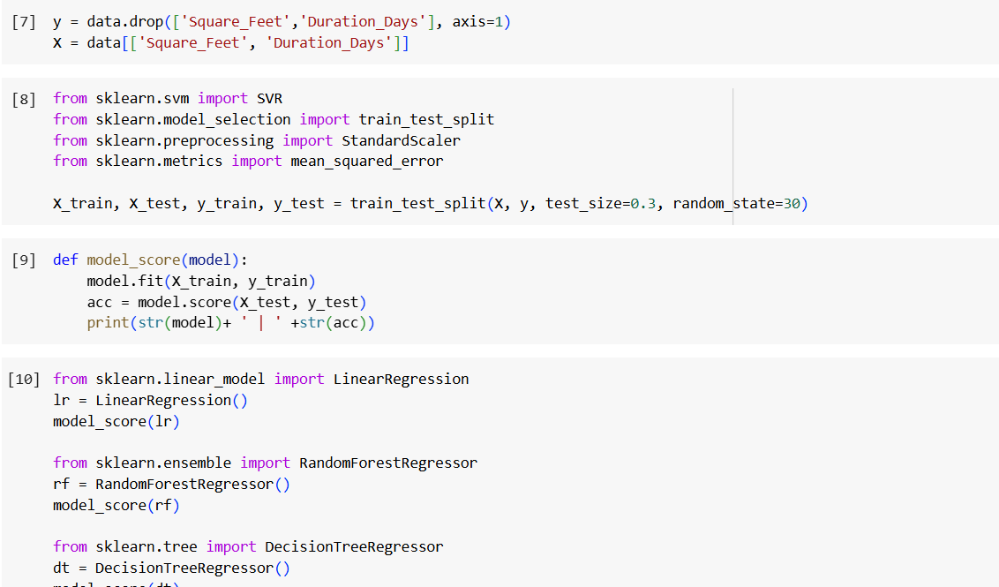 [7] y = data.drop(['Square_Feet','Duration_Days'], axis=1)
X = data[['Square_Feet', 'Duration_Days']]
[8] from sklearn.svm import SVR
from sklearn.model_selection import train_test_split
from sklearn.preprocessing import StandardScaler
from sklearn.metrics import mean_squared_error
X_train, X_test, y_train, y_test = train_test_split(X, y, test_size=0.3, random_state=30)
[9] def model_score(model):
model.fit(X_train, y_train)
acc = model.score(X_test, y_test)
print(str(model)+ ' | ' +str(acc))
[10] from sklearn.linear_model import LinearRegression
lr = LinearRegression()
model_score(lr)
from sklearn.ensemble import RandomForestRegressor
rf = RandomForestRegressor()
model_score(rf)
from sklearn.tree import DecisionTreeRegressor
dt = DecisionTreeRegressor()